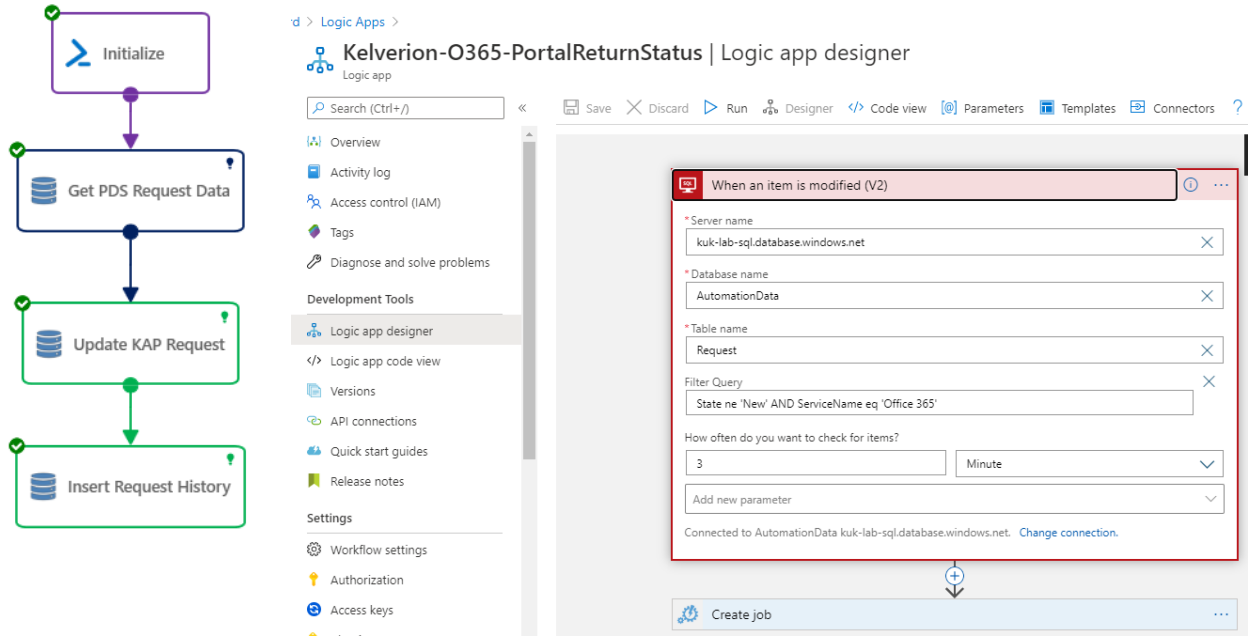 Initialize
Get PDS Request Data
Update KAP Request
Insert Request History
rd > Logic Apps >
Kelverion-O365-PortalReturnStatus | Logic app designer
Logic app
Search (Ctrl+/)
«
Overview
Activity log
Access control (IAM)
Tags
Diagnose and solve problems
Development Tools
Logic app designer
Logic app code view
Versions
API connections
Quick start guides
Release notes
Settings
Workflow settings
Authorization
Access keys
Save Discard Run Designer Code view Parameters Templates Connectors ?
SQL When an item is modified (V2) ...
* Server name
kuk-lab-sql.database.windows.net
* Database name
AutomationData
* Table name
Request
Filter Query
State ne 'New' AND ServiceName eq 'Office 365'
How often do you want to check for items?
3 Minute
Add new parameter
Connected to AutomationData kuk-lab-sql.database.windows.net. Change connection.
Create job ...